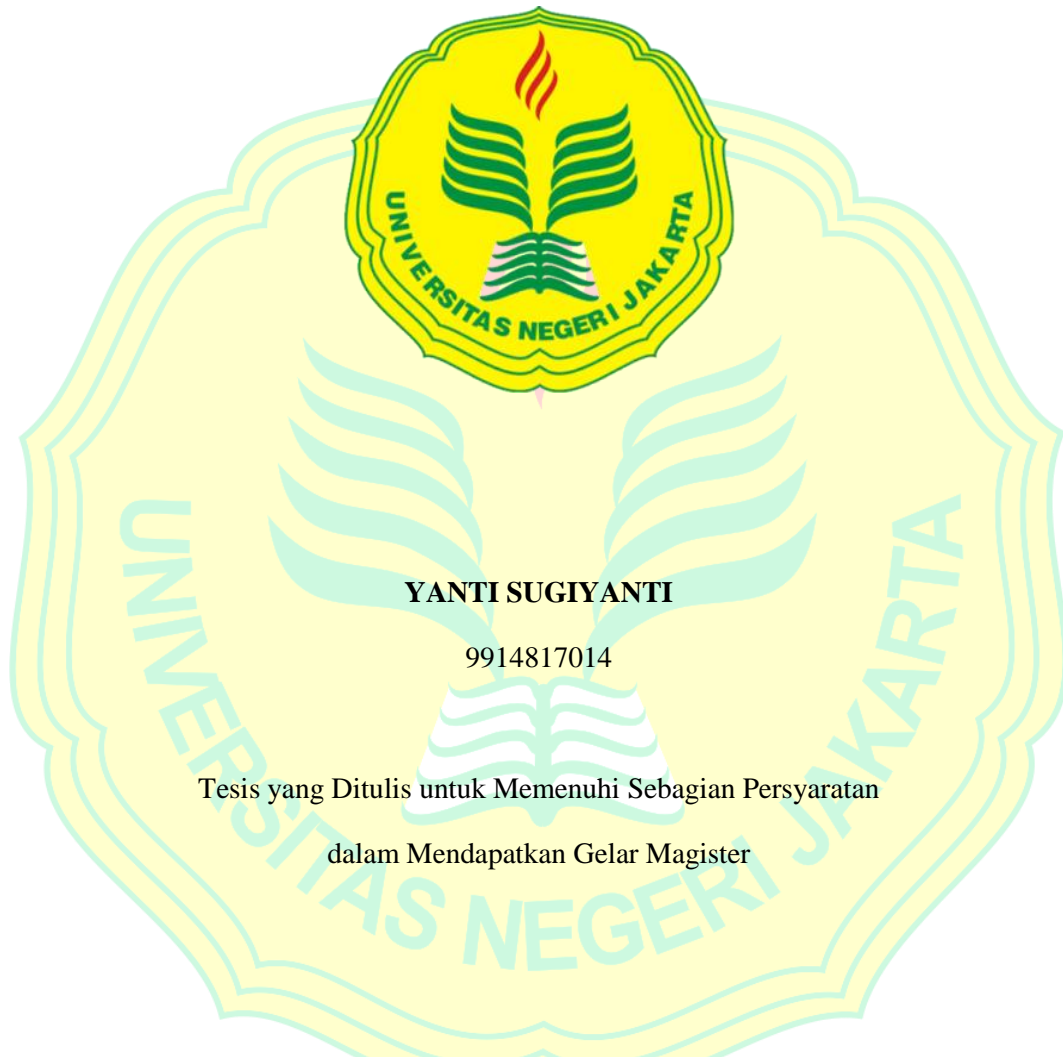 UNIVERSITAS NEGERI JAKARTA
YANTI SUGIYANTI
9914817014
Tesis yang Ditulis untuk Memenuhi Sebagian Persyaratan
dalam Mendapatkan Gelar Magister
UNIVERSITAS NEGERI JAKARTA